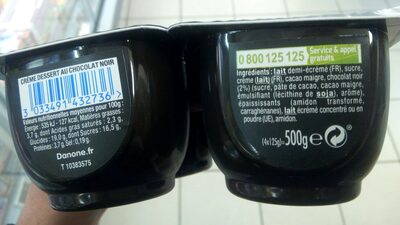 CRÈME DESSERT AU CHOCOLAT NOIR
3 033491 432736 >
Valeurs nutritionnelles moyennes pour 100g :
Energie: 535 kJ - 127 kcal, Matières grasses : 2,3 g,
3,7 g, dont Acides gras saturés : 2,3 g,
Glucides : 19,0 g, dont Sucres : 16,5 g,
Protéines : 3,7 g, Sel : 0,19 g.
Danone.fr
T 10383575
0 800 125 125 Service & appel gratuits
Ingrédients : lait demi-écrémé (FR), sucre,
crème (lait) (FR), cacao maigre, chocolat noir
(2%) (sucre, pâte de cacao, cacao maigre,
émulsifiant (lécithine de soja), arôme),
épaississants (amidon transformé,
carraghénanes), lait écrémé concentré ou en
poudre (UE), amidon.
(4x125g)=500g e